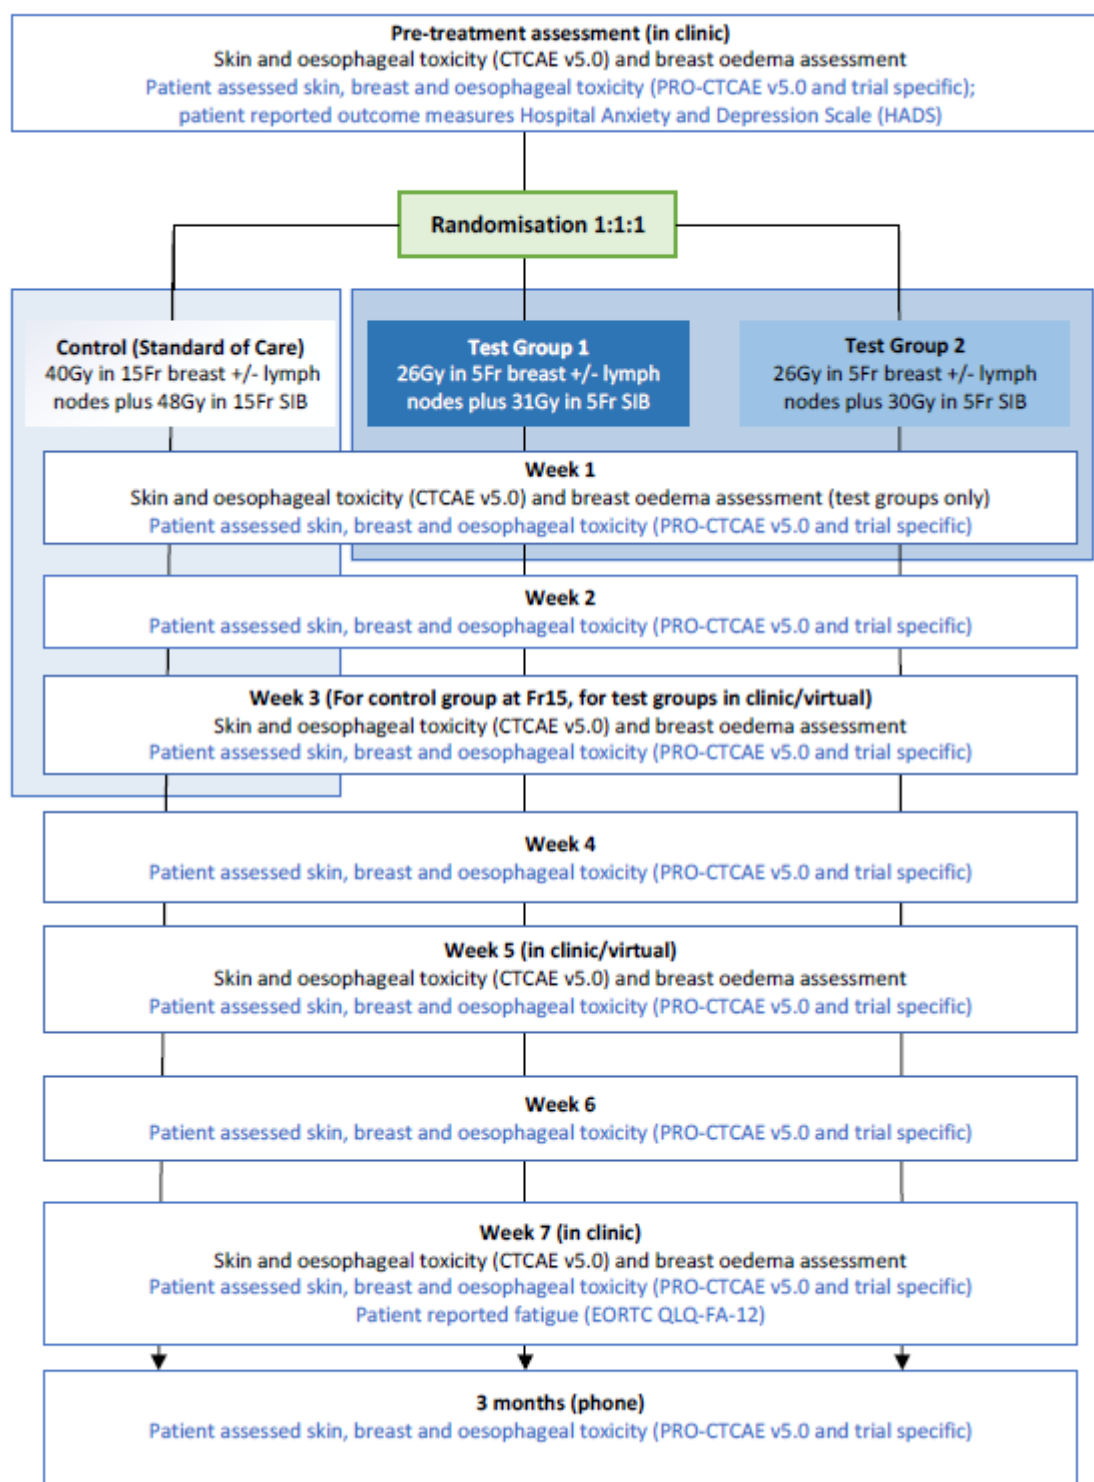 Pre-treatment assessment (in clinic)
Skin and oesophageal toxicity (CTCAE v5.0) and breast oedema assessment
Patient assessed skin, breast and oesophageal toxicity (PRO-CTCAE v5.0 and trial specific);
patient reported outcome measures Hospital Anxiety and Depression Scale (HADS)
Randomisation 1:1:1
Control (Standard of Care)
40Gy in 15Fr breast +/- lymph
nodes plus 48Gy in 15Fr SIB
Test Group 1
26Gy in 5Fr breast +/- lymph
nodes plus 31Gy in 5Fr SIB
Test Group 2
26Gy in 5Fr breast +/- lymph
nodes plus 30Gy in 5Fr SIB
Week 1
Skin and oesophageal toxicity (CTCAE v5.0) and breast oedema assessment (test groups only)
Patient assessed skin, breast and oesophageal toxicity (PRO-CTCAE v5.0 and trial specific)
Week 2
Patient assessed skin, breast and oesophageal toxicity (PRO-CTCAE v5.0 and trial specific)
Week 3 (For control group at Fr15, for test groups in clinic/virtual)
Skin and oesophageal toxicity (CTCAE v5.0) and breast oedema assessment
Patient assessed skin, breast and oesophageal toxicity (PRO-CTCAE v5.0 and trial specific)
Week 4
Patient assessed skin, breast and oesophageal toxicity (PRO-CTCAE v5.0 and trial specific)
Week 5 (in clinic/virtual)
Skin and oesophageal toxicity (CTCAE v5.0) and breast oedema assessment
Patient assessed skin, breast and oesophageal toxicity (PRO-CTCAE v5.0 and trial specific)
Week 6
Patient assessed skin, breast and oesophageal toxicity (PRO-CTCAE v5.0 and trial specific)
Week 7 (in clinic)
Skin and oesophageal toxicity (CTCAE v5.0) and breast oedema assessment
Patient assessed skin, breast and oesophageal toxicity (PRO-CTCAE v5.0 and trial specific)
Patient reported fatigue (EORTC QLQ-FA-12)
3 months (phone)
Patient assessed skin, breast and oesophageal toxicity (PRO-CTCAE v5.0 and trial specific)